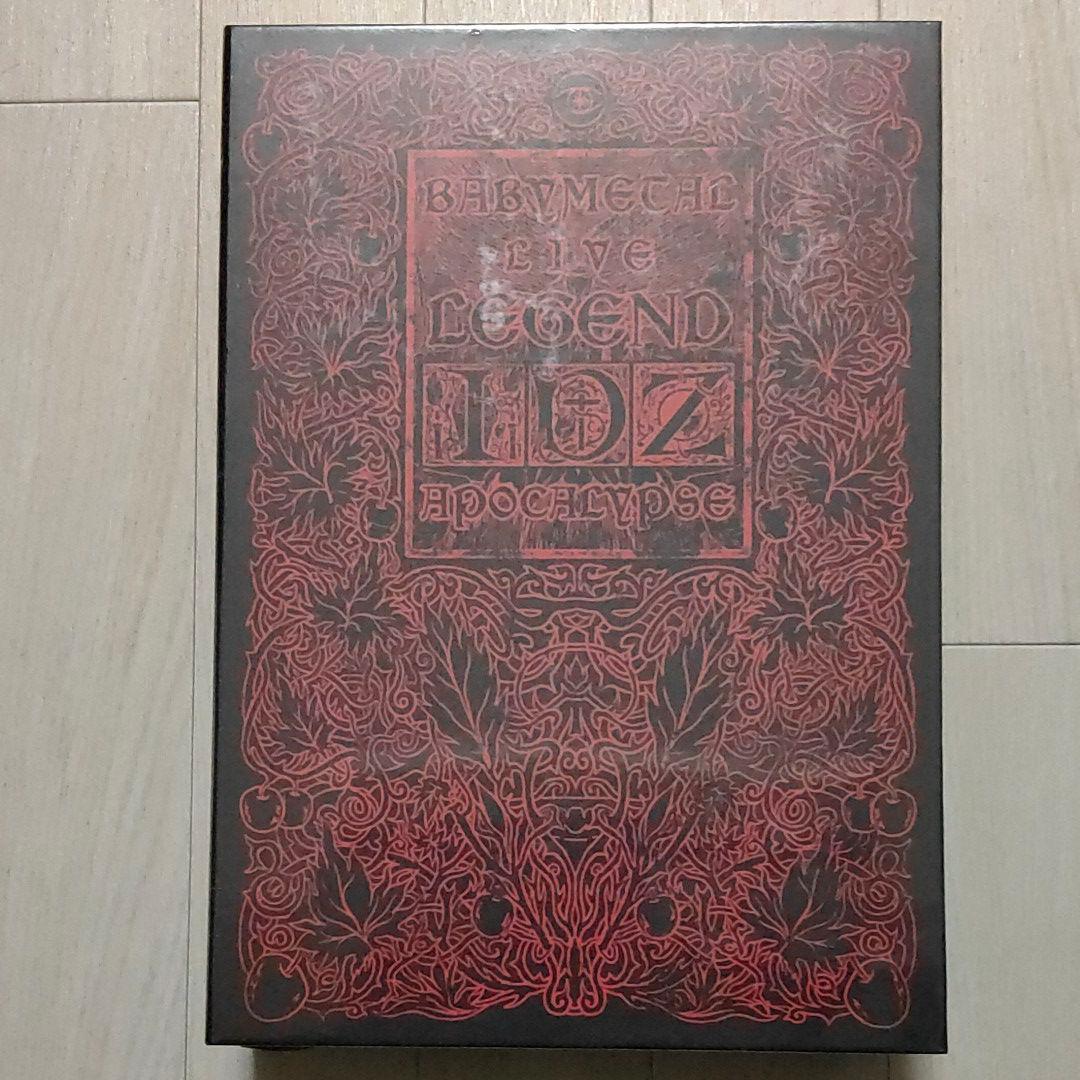 BABYMETAL
LIVE
LEGEND
I D Z
APOCALYPSE